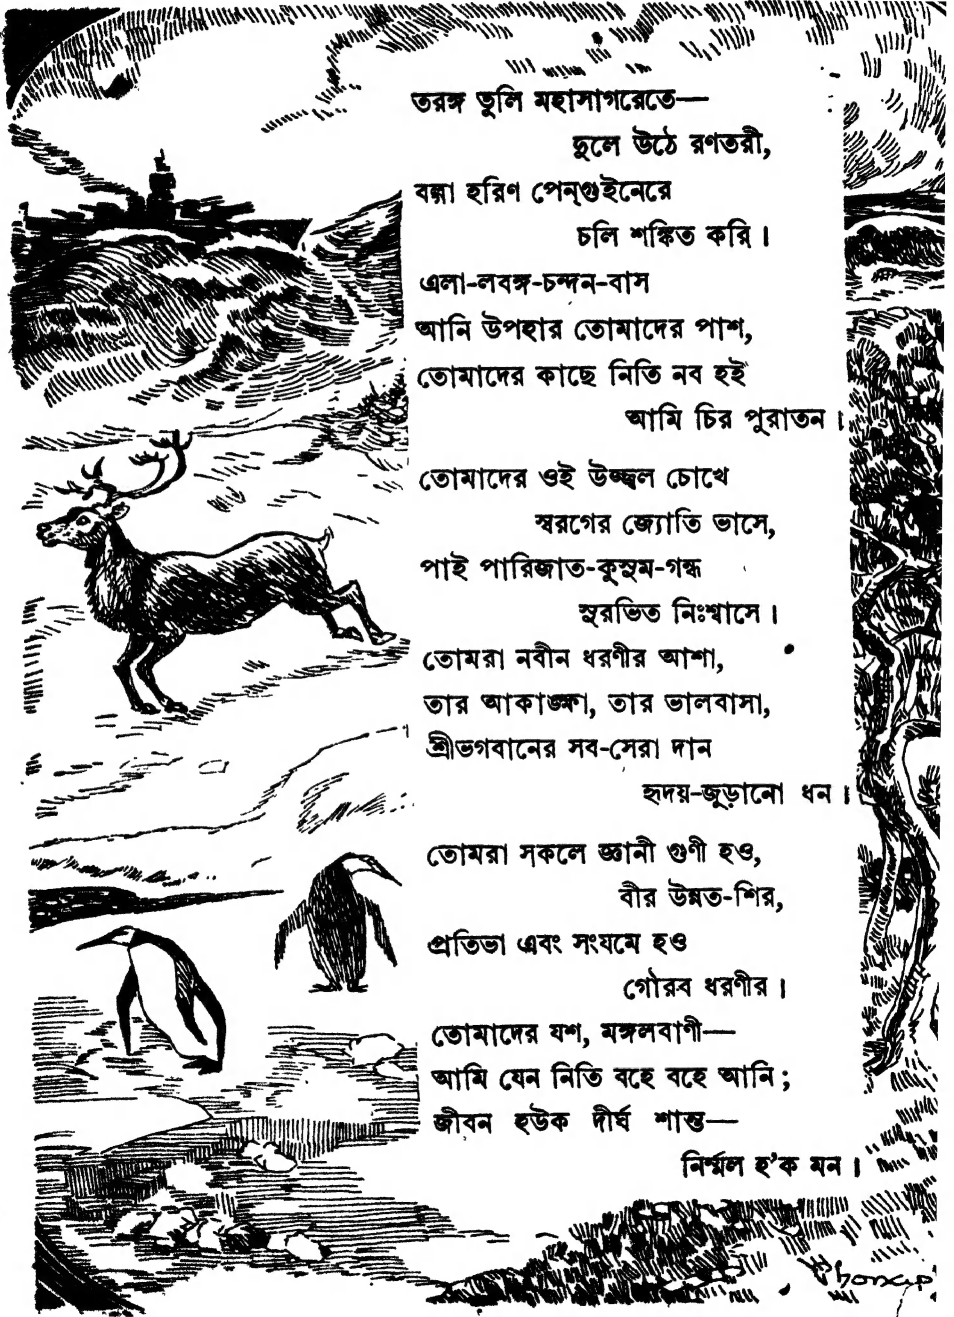 তরঙ্গ তুলি মহাসাগরেতে—
দুলে উঠে রণতরী,
বল্গা হরিণ পেন্‌গুইনেরে
চলি শঙ্কিত করি।
এলা-লবঙ্গ-চন্দন-বাস
আনি উপহার তোমাদের পাশ,
তোমাদের কাছে নিতি নব হই
আমি চির পুরাতন।
তোমাদের ওই উজ্জ্বল চোখে
স্বরগের জ্যোতি ভাসে,
পাই পারিজাত-কুসুম-গন্ধ
সুরভিত নিঃশ্বাসে।
তোমরা নবীন ধরণীর আশা,
তার আকাঙ্ক্ষা, তার ভালবাসা,
শ্রীভগবানের সব-সেরা দান
হৃদয়-জুড়ানো ধন।
তোমরা সকলে জ্ঞানী গুণী হও,
বীর উন্নত-শির,
প্রতিভা এবং সংযমে হও
গৌরব ধরণীর।
তোমাদের যশ, মঙ্গলবাণী—
আমি যেন নিতি বহে বহে আনি;
জীবন হউক দীর্ঘ শান্ত—
নির্ম্মল হ'ক মন।